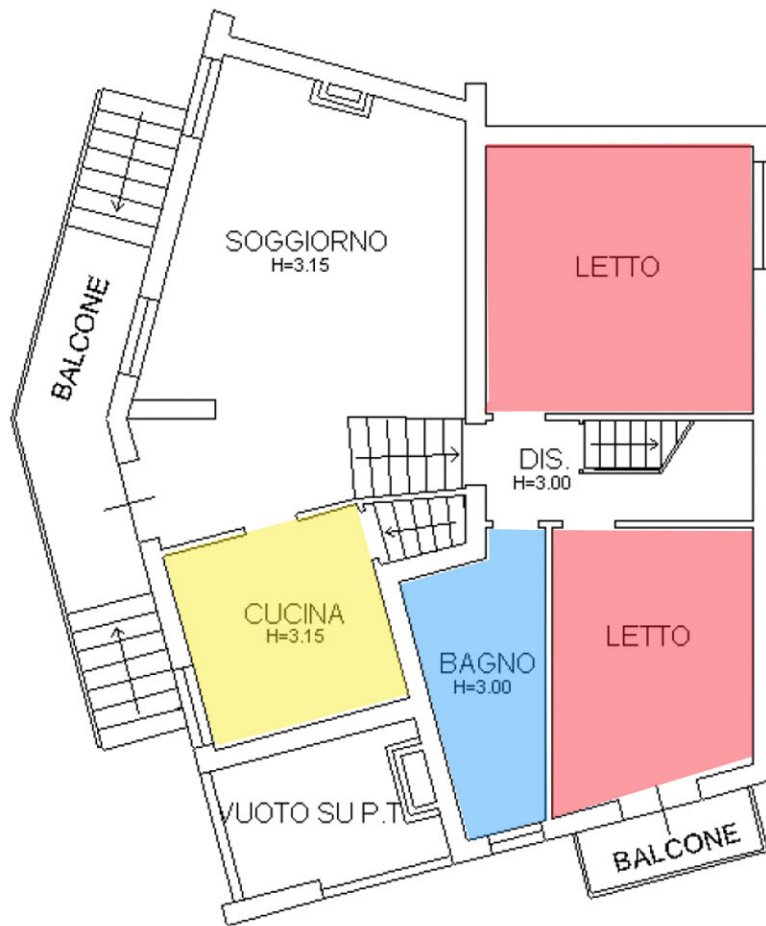 SOGGIORNO
H=3.15
LETTO
BALCONE
DIS.
H=3.00
CUCINA
H=3.15
BAGNO
H=3.00
LETTO
VUOTO SU P.T
BALCONE